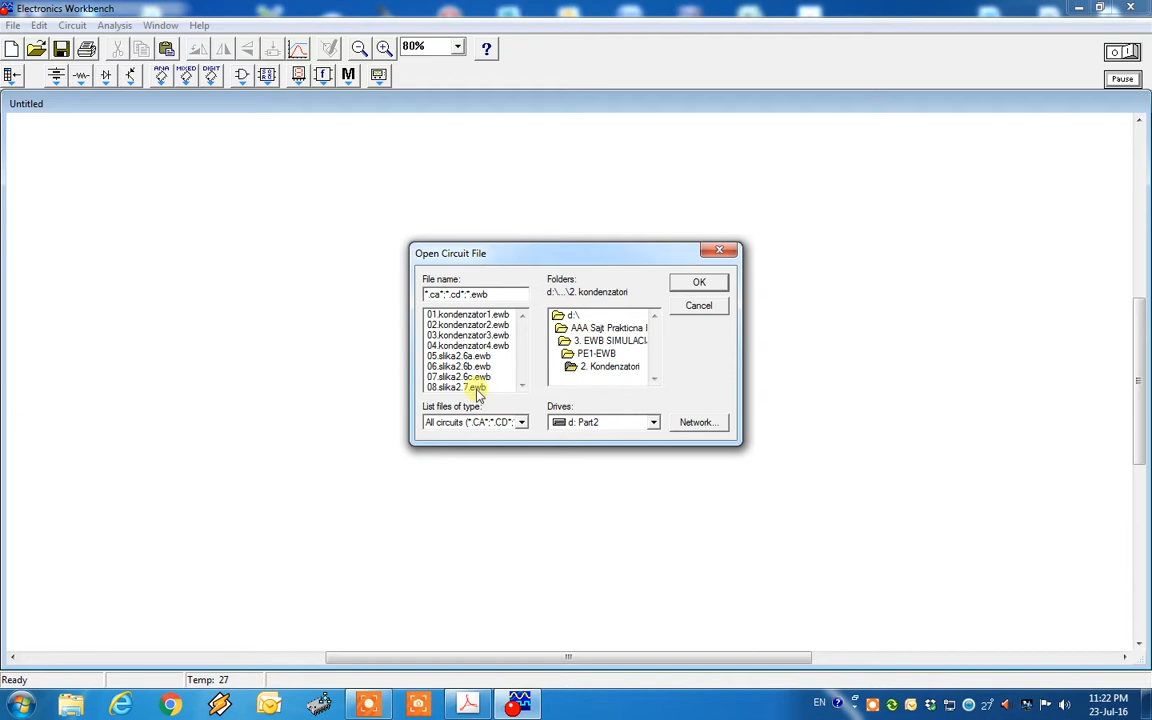 Electronics Workbench
File Edit Circuit Analysis Window Help
80%
?
ANA MIXED DIGIT
M
Pause
Untitled
Open Circuit File
File name:
*.ca*;*.cd*;*.ewb
01.kondenzator1.ewb
02.kondenzator2.ewb
03.kondenzator3.ewb
04.kondenzator4.ewb
05.slika2.6a.ewb
06.slika2.6b.ewb
07.slika2.6c.ewb
08.slika2.7.ewb
List files of type:
All circuits (*.CA*;*.CD*;
Folders:
d:\...\2. kondenzatori
d:\
AAA Sajt Prakticna
3. EWB SIMULACI
PE1-EWB
2. Kondenzatori
Drives:
d: Part2
OK
Cancel
Network...
Ready
Temp: 27
EN
27
11:22 PM
23-Jul-16